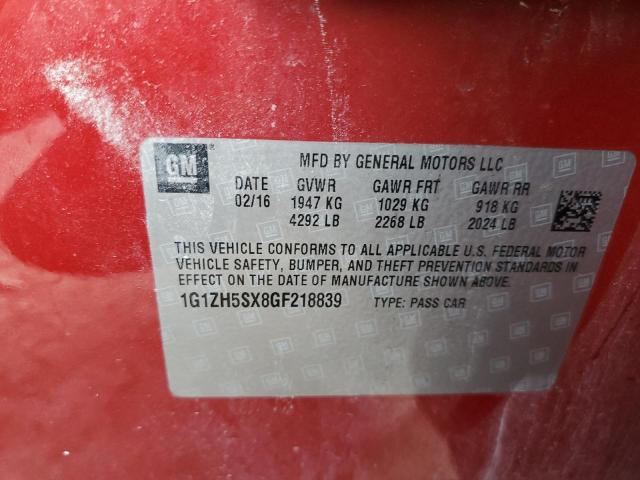 GM
MFD BY GENERAL MOTORS LLC
DATE GVWR GAWR FRT GAWR RR
02/16 1947 KG 1029 KG 918 KG
4292 LB 2268 LB 2024 LB
THIS VEHICLE CONFORMS TO ALL APPLICABLE U.S. FEDERAL MOTOR
VEHICLE SAFETY, BUMPER, AND THEFT PREVENTION STANDARDS IN
EFFECT ON THE DATE OF MANUFACTURE SHOWN ABOVE.
1G1ZH5SX8GF218839 TYPE: PASS CAR